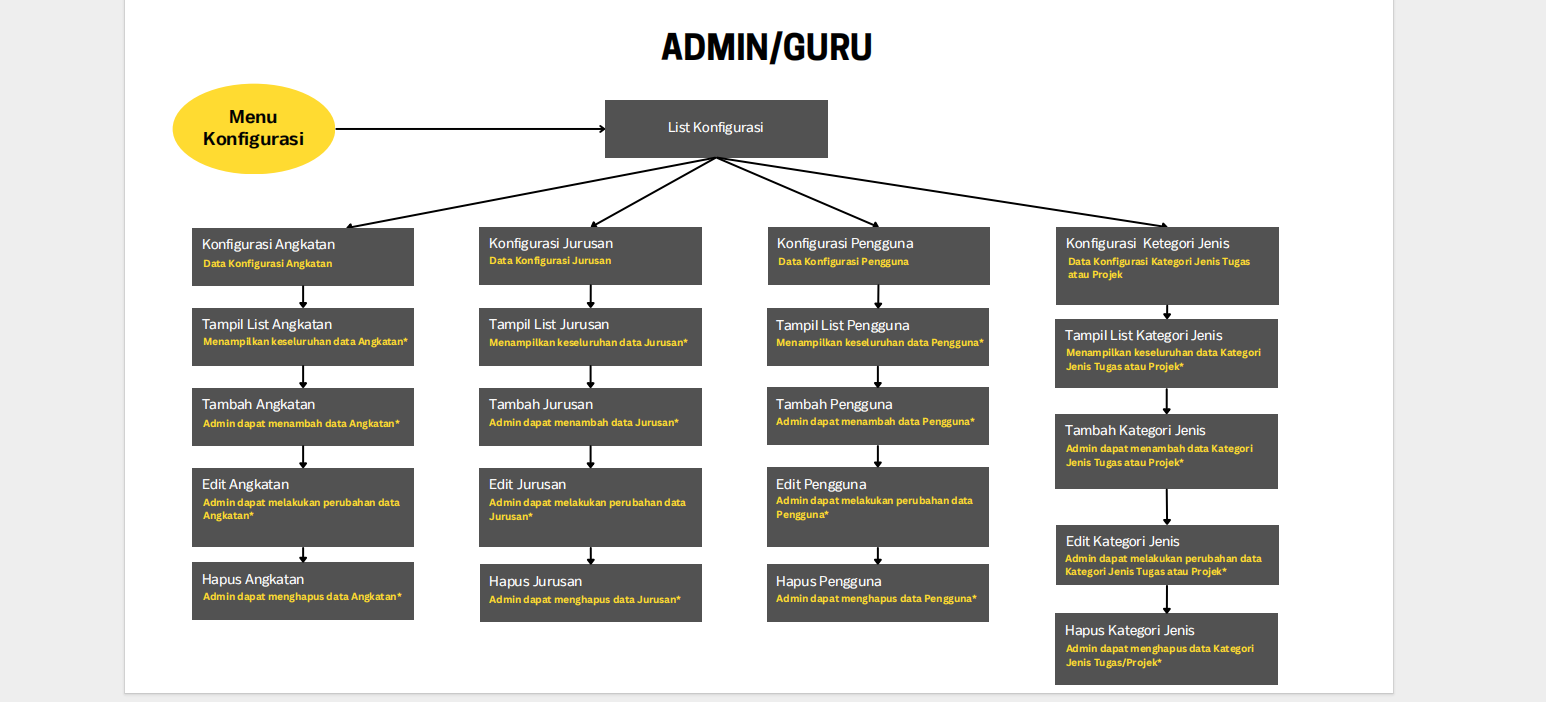 ADMIN/GURU
Menu
Konfigurasi
List Konfigurasi
Konfigurasi Angkatan
Data Konfigurasi Angkatan
Tampil List Angkatan
Menampilkan keseluruhan data Angkatan*
Tambah Angkatan
Admin dapat menambah data Angkatan*
Edit Angkatan
Admin dapat melakukan perubahan data
Angkatan*
Hapus Angkatan
Admin dapat menghapus data Angkatan*
Konfigurasi Jurusan
Data Konfigurasi Jurusan
Tampil List Jurusan
Menampilkan keseluruhan data Jurusan*
Tambah Jurusan
Admin dapat menambah data Jurusan*
Edit Jurusan
Admin dapat melakukan perubahan data
Jurusan*
Hapus Jurusan
Admin dapat menghapus data Jurusan*
Konfigurasi Pengguna
Data Konfigurasi Pengguna
Tampil List Pengguna
Menampilkan keseluruhan data Pengguna*
Tambah Pengguna
Admin dapat menambah data Pengguna*
Edit Pengguna
Admin dapat melakukan perubahan data
Pengguna*
Hapus Pengguna
Admin dapat menghapus data Pengguna*
Konfigurasi Ketegori Jenis
Data Konfigurasi Kategori Jenis Tugas
atau Projek
Tampil List Kategori Jenis
Menampilkan keseluruhan data Kategori
Jenis Tugas atau Projek*
Tambah Kategori Jenis
Admin dapat menambah data Kategori
Jenis Tugas atau Projek*
Edit Kategori Jenis
Admin dapat melakukan perubahan data
Kategori Jenis Tugas atau Projek*
Hapus Kategori Jenis
Admin dapat menghapus data Kategori
Jenis Tugas/Projek*